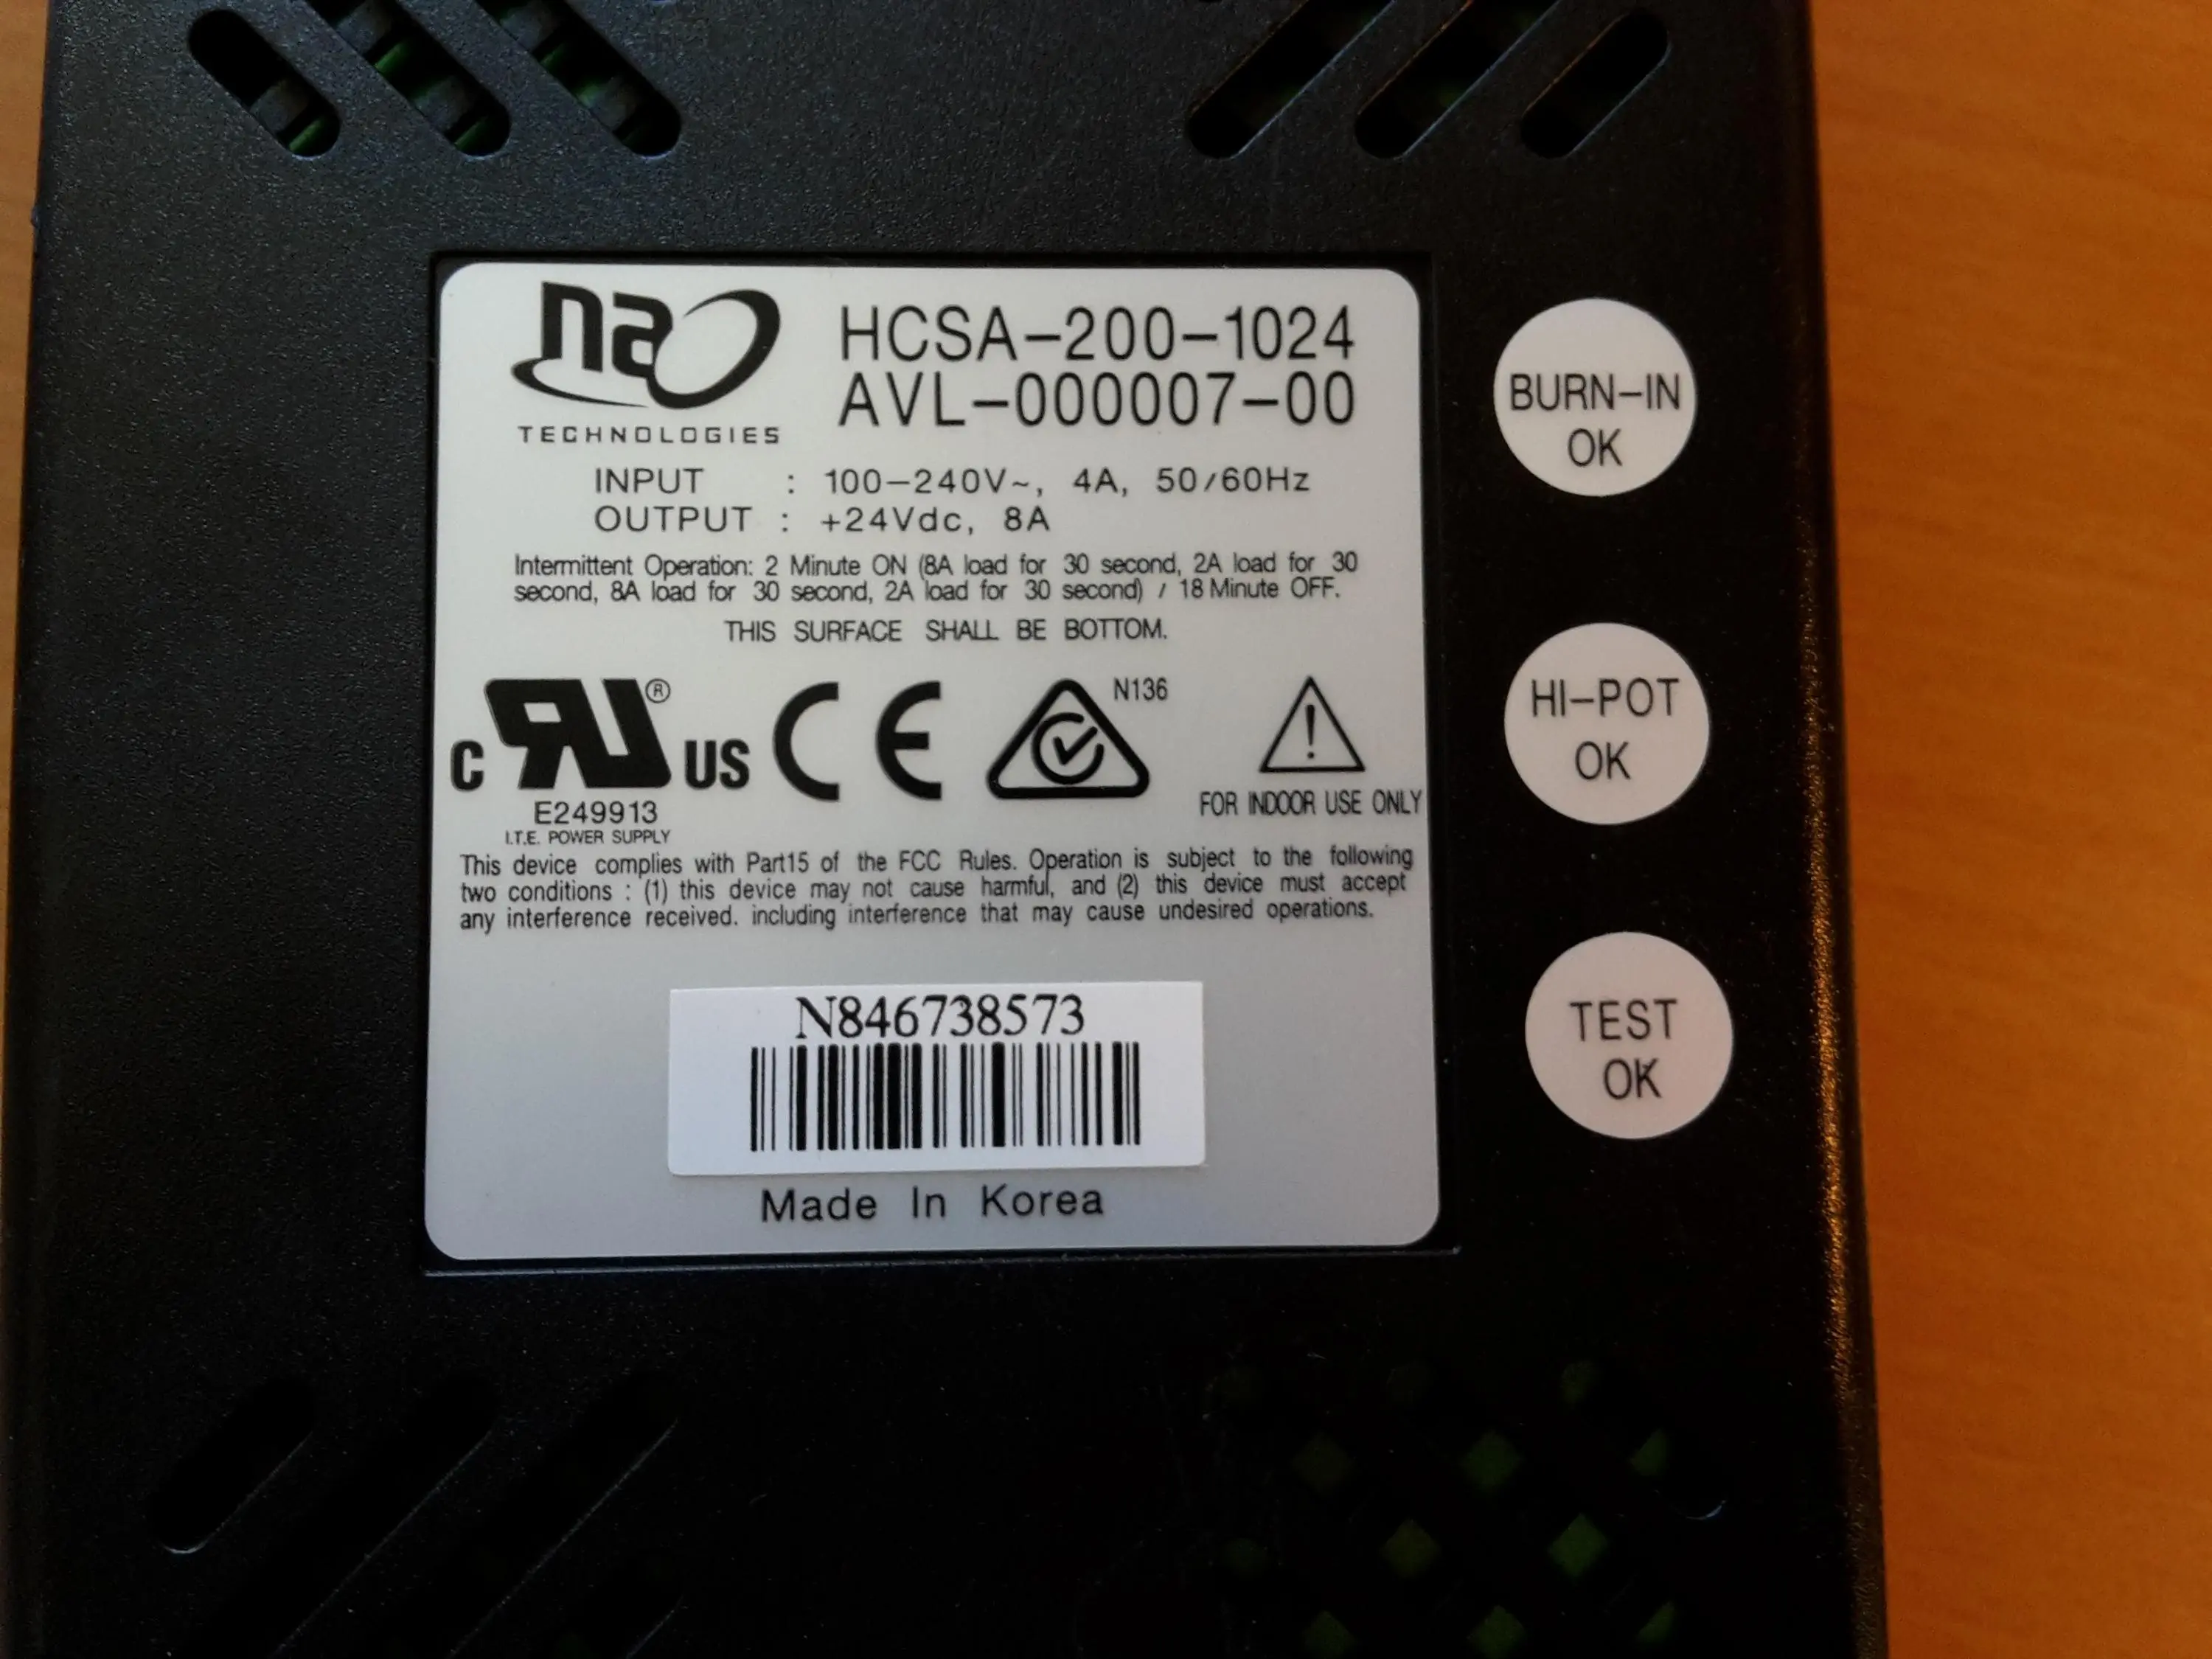 nao
TECHNOLOGIES
HCSA-200-1024
AVL-000007-00
INPUT : 100-240V~, 4A, 50/60Hz
OUTPUT : +24Vdc, 8A
Intermittent Operation: 2 Minute ON (8A load for 30 second, 2A load for 30
second, 8A load for 30 second, 2A load for 30 second) / 18 Minute OFF.
THIS SURFACE SHALL BE BOTTOM.
C RU® US
E249913
I.T.E. POWER SUPPLY
CE
N136
FOR INDOOR USE ONLY
This device complies with Part15 of the FCC Rules. Operation is subject to the following
two conditions : (1) this device may not cause harmful, and (2) this device must accept
any interference received. including interference that may cause undesired operations.
N846738573
Made In Korea
BURN-IN
OK
HI-POT
OK
TEST
OK